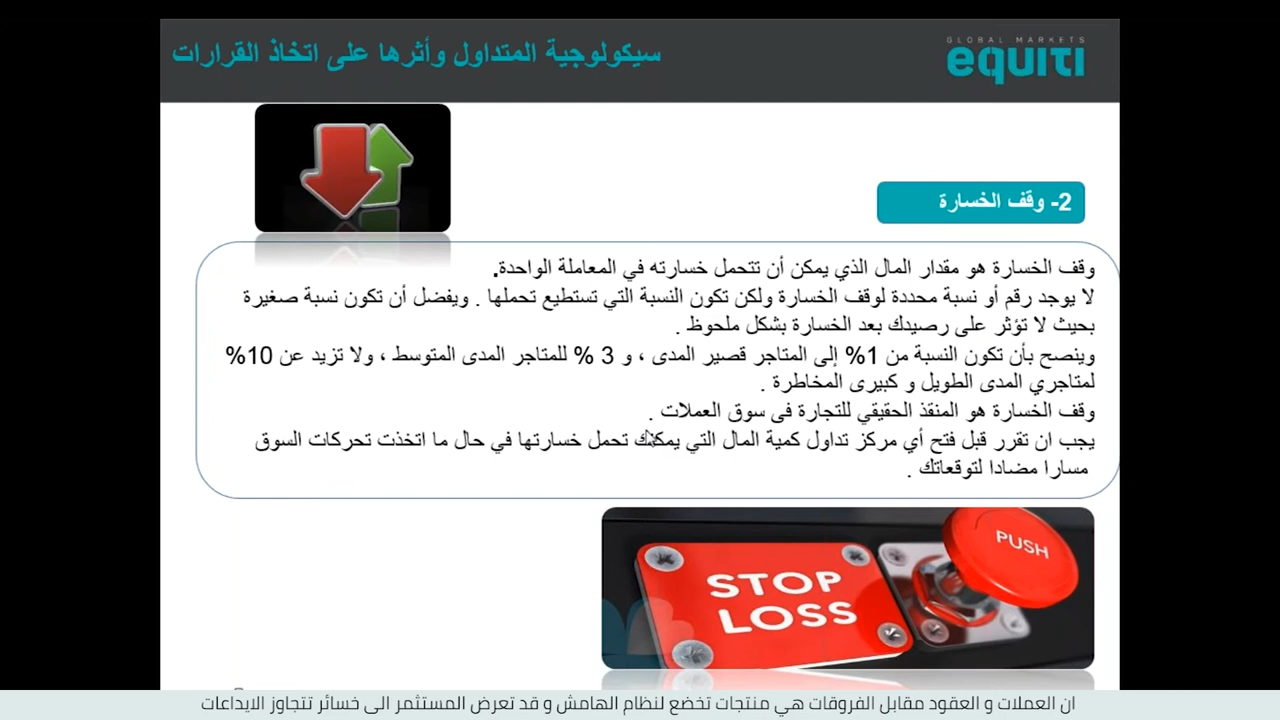 سيكولوجية المتداول وأثرها على اتخاذ القرارات
GLOBAL MARKETS
equiti
2- وقف الخسارة
وقف الخسارة هو مقدار المال الذي يمكن أن تتحمل خسارته في المعاملة الواحدة.
لا يوجد رقم أو نسبة محددة لوقف الخسارة ولكن تكون النسبة التي تستطيع تحملها . ويفضل أن تكون نسبة صغيرة
بحيث لا تؤثر على رصيدك بعد الخسارة بشكل ملحوظ .
وينصح بأن تكون النسبة من 1% إلى المتاجر قصير المدى ، و 3 % للمتاجر المدى المتوسط ، ولا تزيد عن 10%
لمتاجري المدى الطويل و كبيرى المخاطرة .
وقف الخسارة هو المنقذ الحقيقي للتجارة فى سوق العملات .
يجب ان تقرر قبل فتح أي مركز تداول كمية المال التي يمكنك تحمل خسارتها في حال ما اتخذت تحركات السوق
مسارا مضادا لتوقعاتك .
PUSH
STOP
LOSS
ان العملات و العقود مقابل الفروقات هي منتجات تخضع لنظام الهامش و قد تعرض المستثمر الى خسائر تتجاوز الايداعات